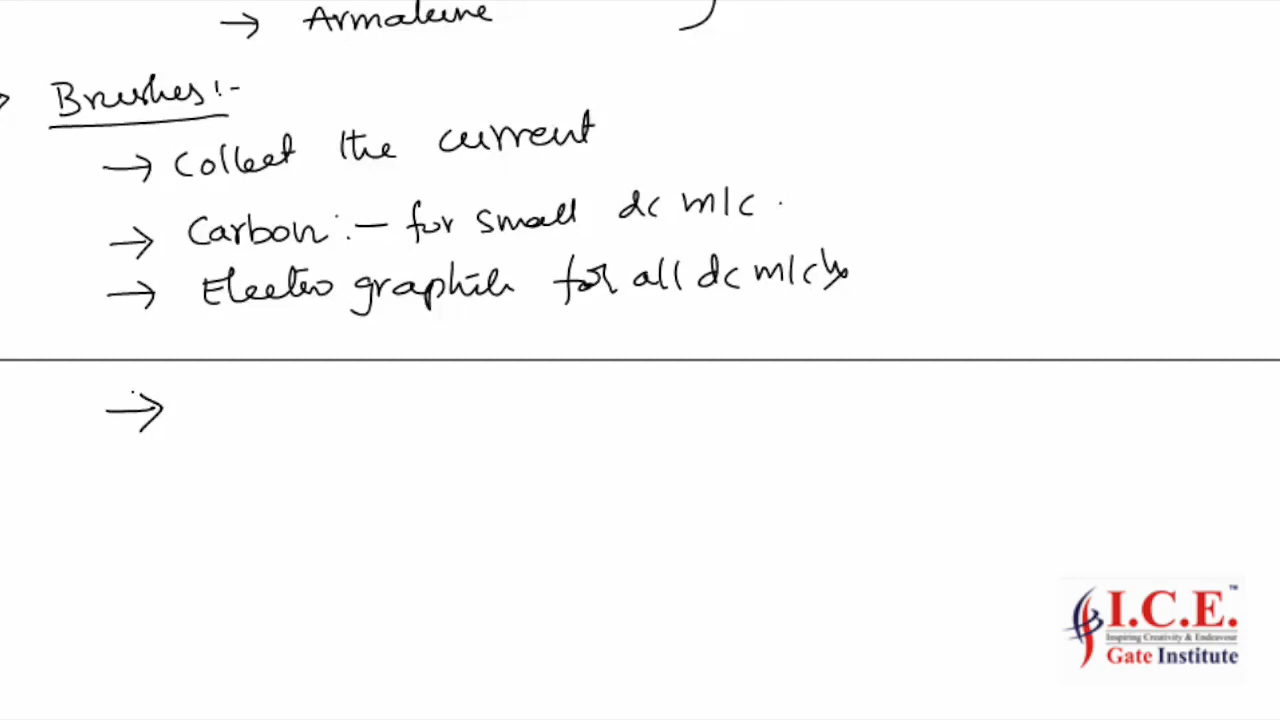 → Armature
Brushes:-
→ Collect the current
→ Carbon:- for small dc m/c.
→ Electro graphite for all dc m/cs
→
I.C.E.™
Inspiring Creativity & Endeavour
Gate Institute